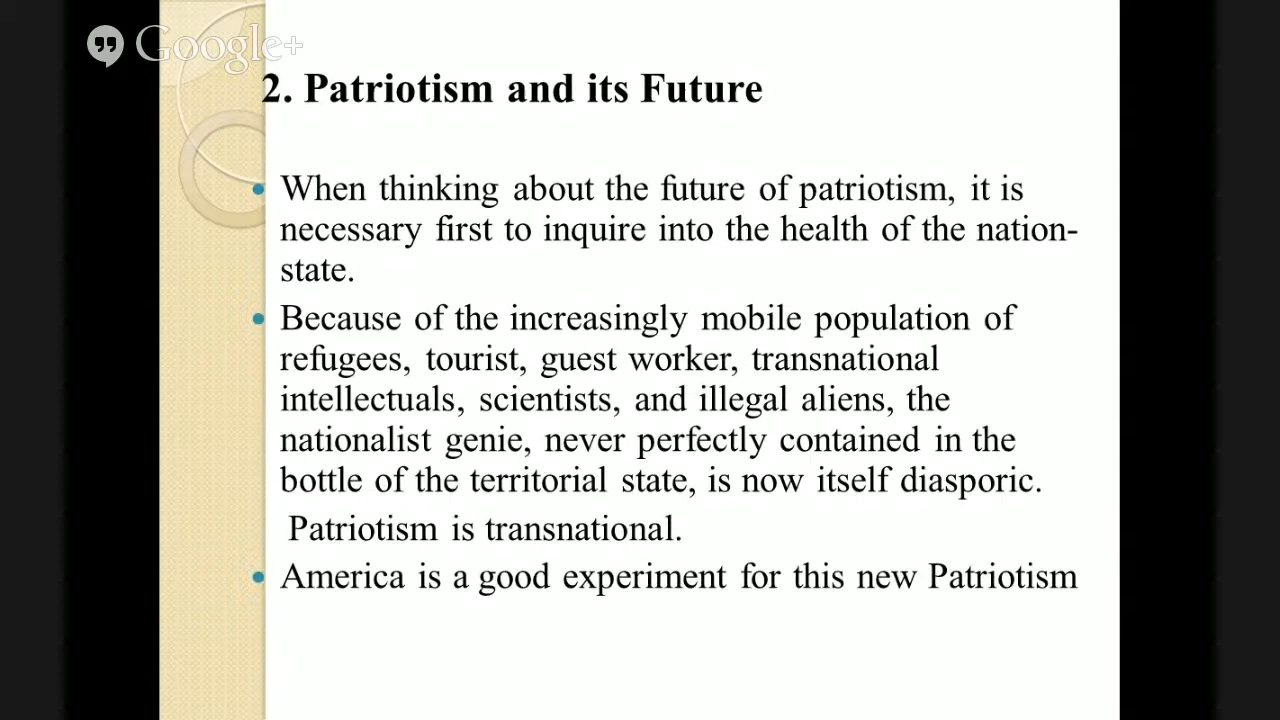 Google+
2. Patriotism and its Future
When thinking about the future of patriotism, it is
necessary first to inquire into the health of the nation-
state.
Because of the increasingly mobile population of
refugees, tourist, guest worker, transnational
intellectuals, scientists, and illegal aliens, the
nationalist genie, never perfectly contained in the
bottle of the territorial state, is now itself diasporic.
Patriotism is transnational.
America is a good experiment for this new Patriotism